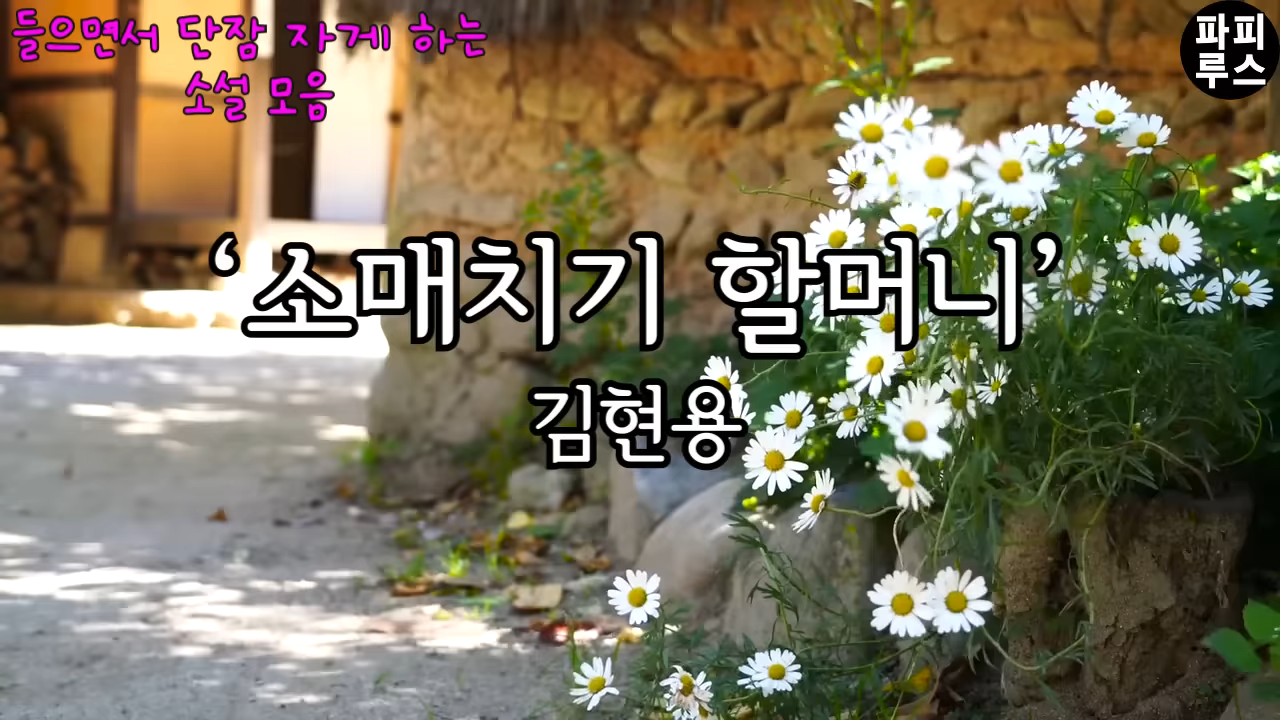 들으면서 단잠 자게 하는
소설 모음
파피
루스
‘소매치기 할머니’
김현용